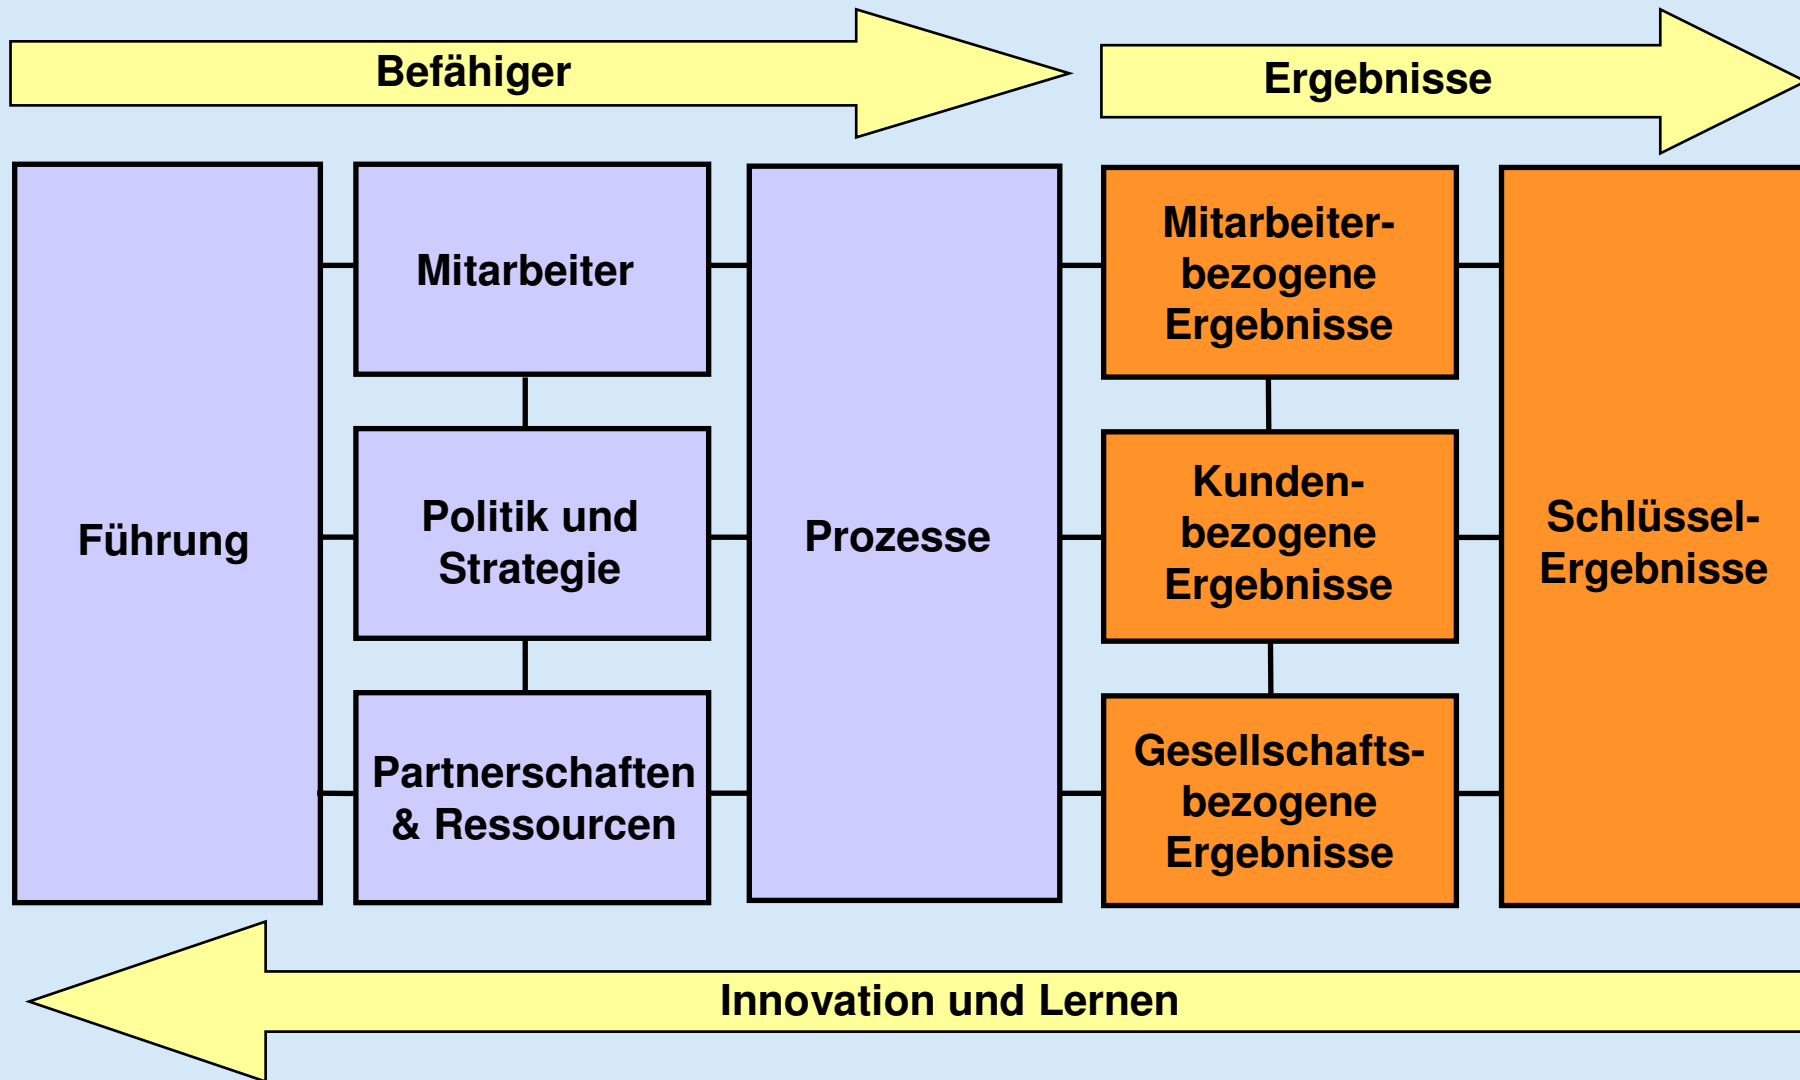 Befähiger
Ergebnisse
Führung
Mitarbeiter
Politik und
Strategie
Partnerschaften
& Ressourcen
Prozesse
Mitarbeiter-
bezogene
Ergebnisse
Kunden-
bezogene
Ergebnisse
Gesellschafts-
bezogene
Ergebnisse
Schlüssel-
Ergebnisse
Innovation und Lernen